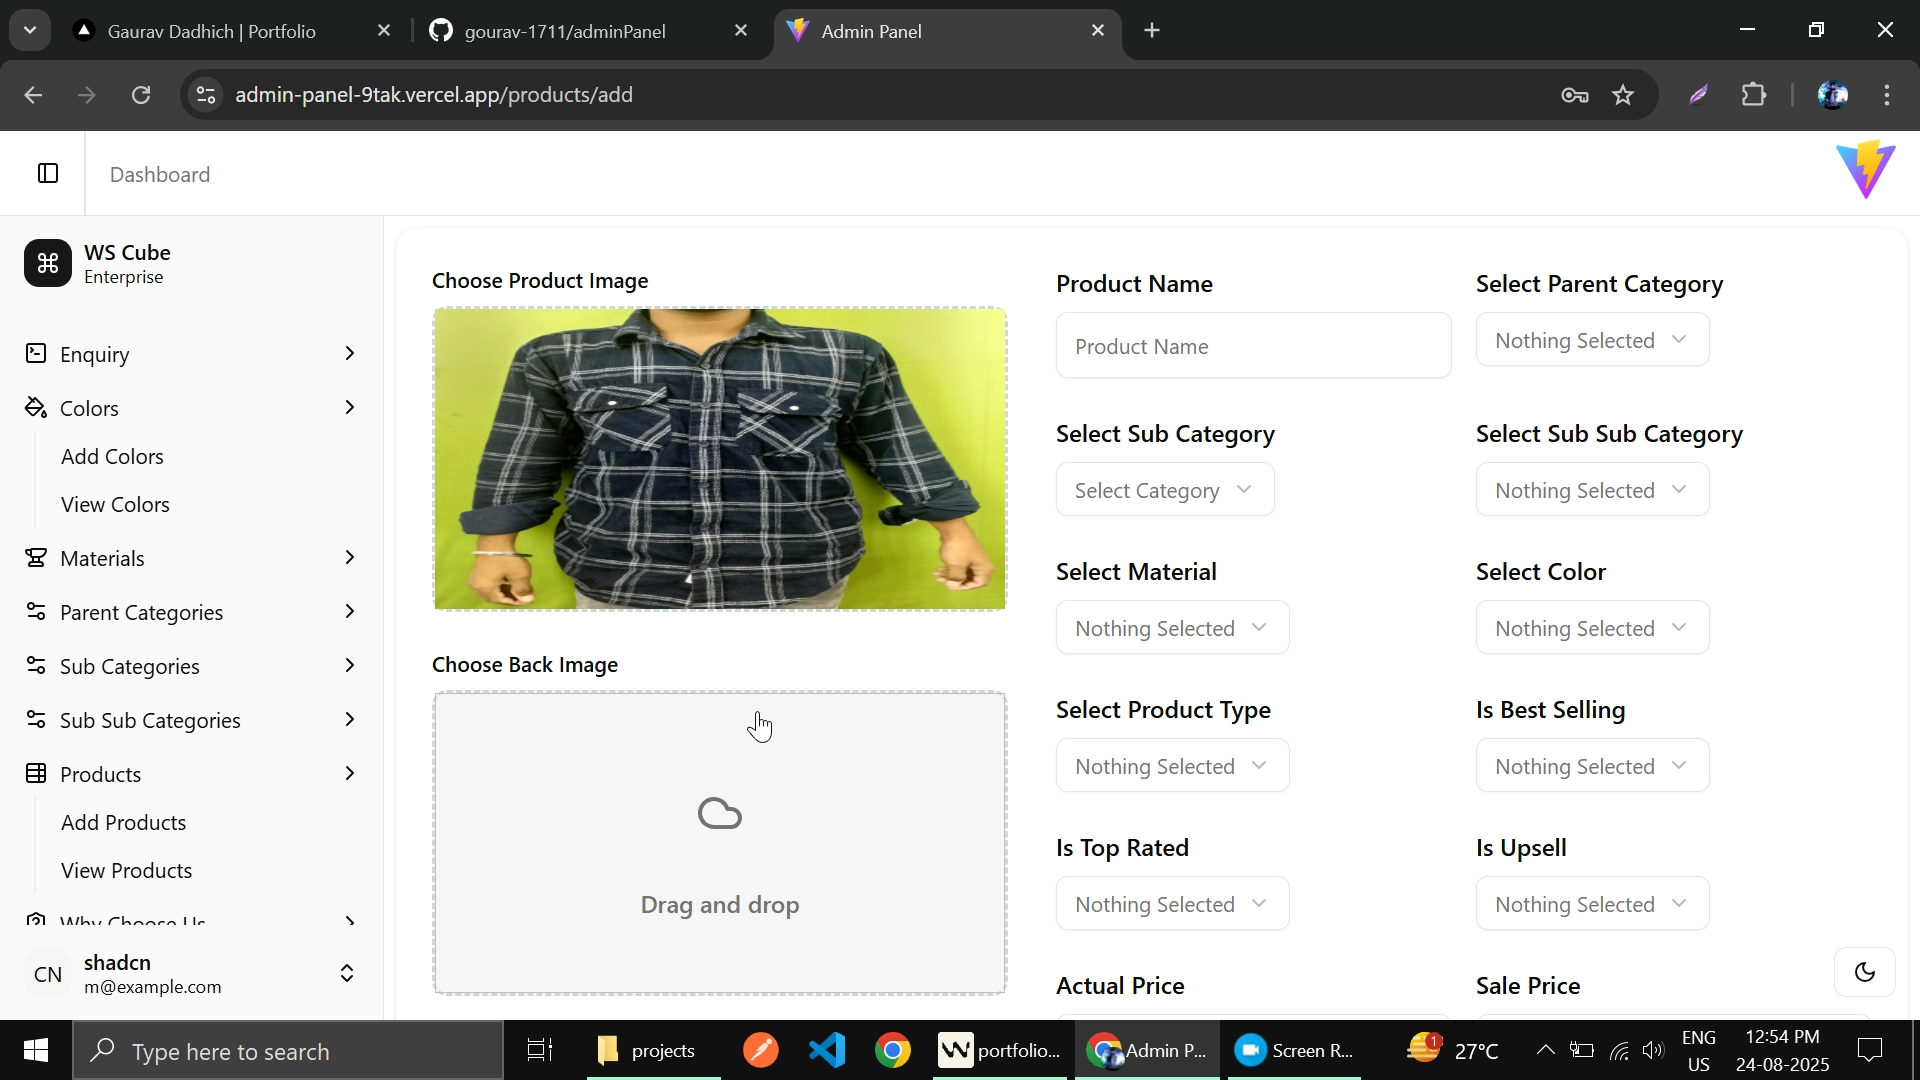 Gaurav Dadhich | Portfolio
gourav-1711/adminPanel
Admin Panel
admin-panel-9tak.vercel.app/products/add
Dashboard
WS Cube
Enterprise
Enquiry
Colors
Add Colors
View Colors
Materials
Parent Categories
Sub Categories
Sub Sub Categories
Products
Add Products
View Products
Why Choose Us
CN
shadcn
m@example.com
Choose Product Image
Choose Back Image
Drag and drop
Product Name
Product Name
Select Parent Category
Nothing Selected
Select Sub Category
Select Category
Select Sub Sub Category
Nothing Selected
Select Material
Nothing Selected
Select Color
Nothing Selected
Select Product Type
Nothing Selected
Is Best Selling
Nothing Selected
Is Top Rated
Nothing Selected
Is Upsell
Nothing Selected
Actual Price
Sale Price
Type here to search
projects
portfolio...
Admin P...
Screen R...
1
27°C
ENG
US
12:54 PM
24-08-2025